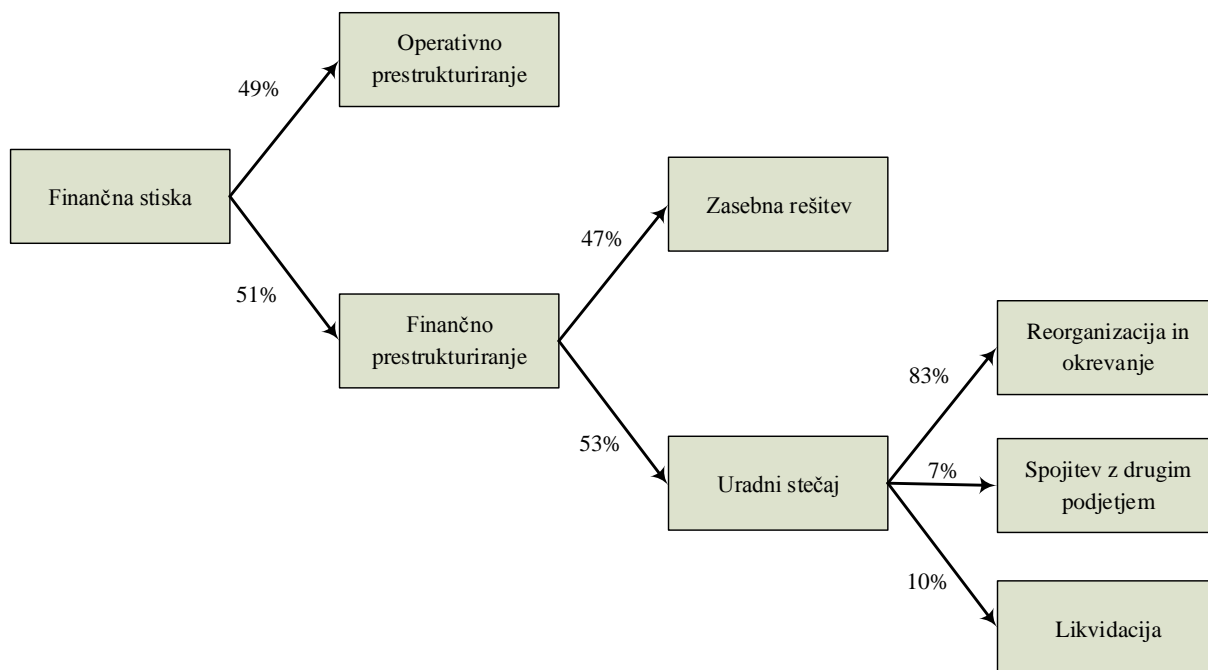 Operativno
prestrukturiranje
49%
Finančna stiska
Zasebna rešitev
47%
51%
Finančno
prestrukturiranje
Reorganizacija in
okrevanje
83%
53%
Uradni stečaj
7%
Spojitev z drugim
podjetjem
10%
Likvidacija